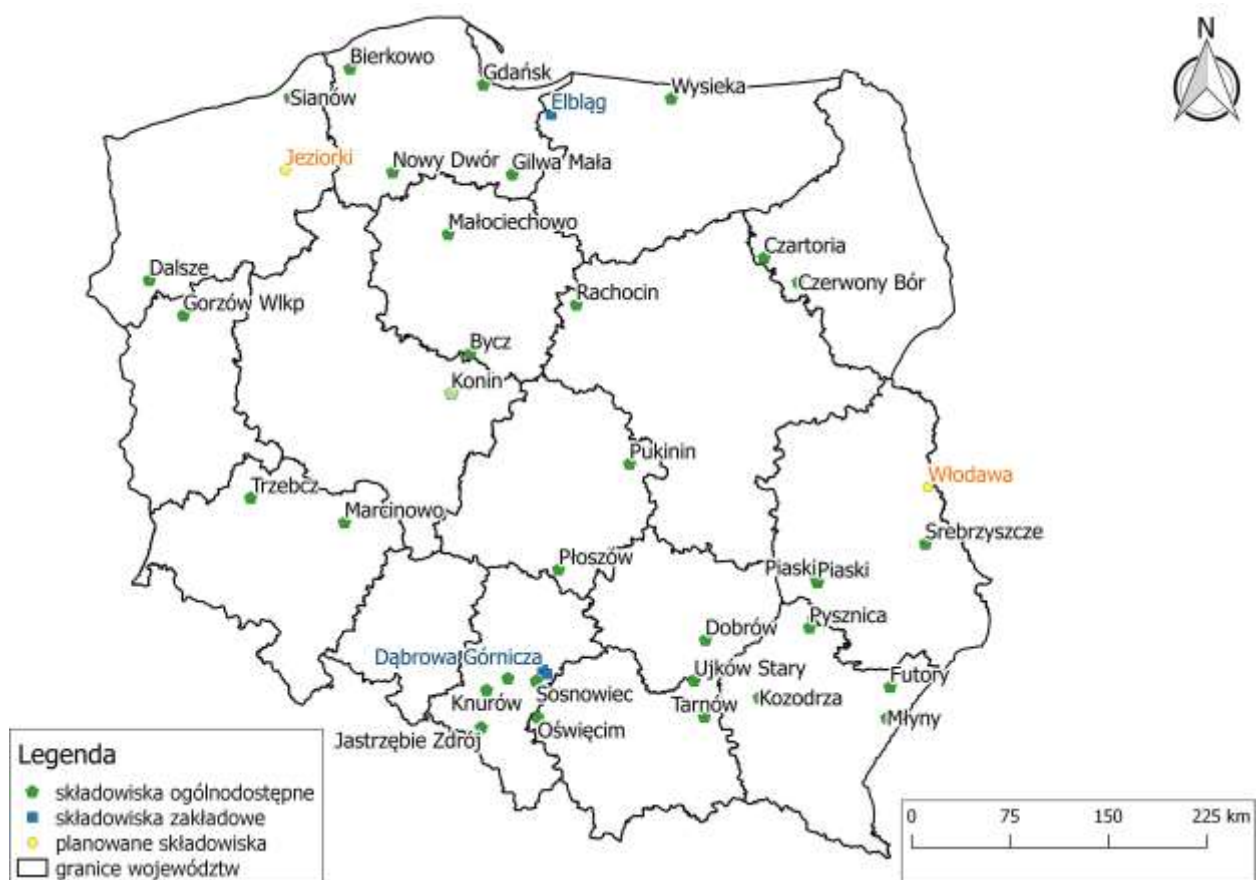 N
Bierkowo
Gdańsk
Wysieka
Sianów
Elbląg
Jeziorki
Nowy Dwór
Gilwa Mała
Małociechowo
Czartoria
Dalsze
Czerwony Bór
Gorzów Wlkp
Rachocin
Bycz
Konin
Pukinin
Włodawa
Trzebcz
Marcinowo
Srebrzyszcze
Płoszów
Piaski Piaski
Pysznica
Dobrów
Dąbrowa Górnicza
Ujków Stary
Futory
Sosnowiec
Knurów
Kozodrza
Tarnów
Młyny
Oświęcim
Jastrzębie Zdrój
Legenda
składowiska ogólnodostępne
składowiska zakładowe
planowane składowiska
granice województw
0 75 150 225 km